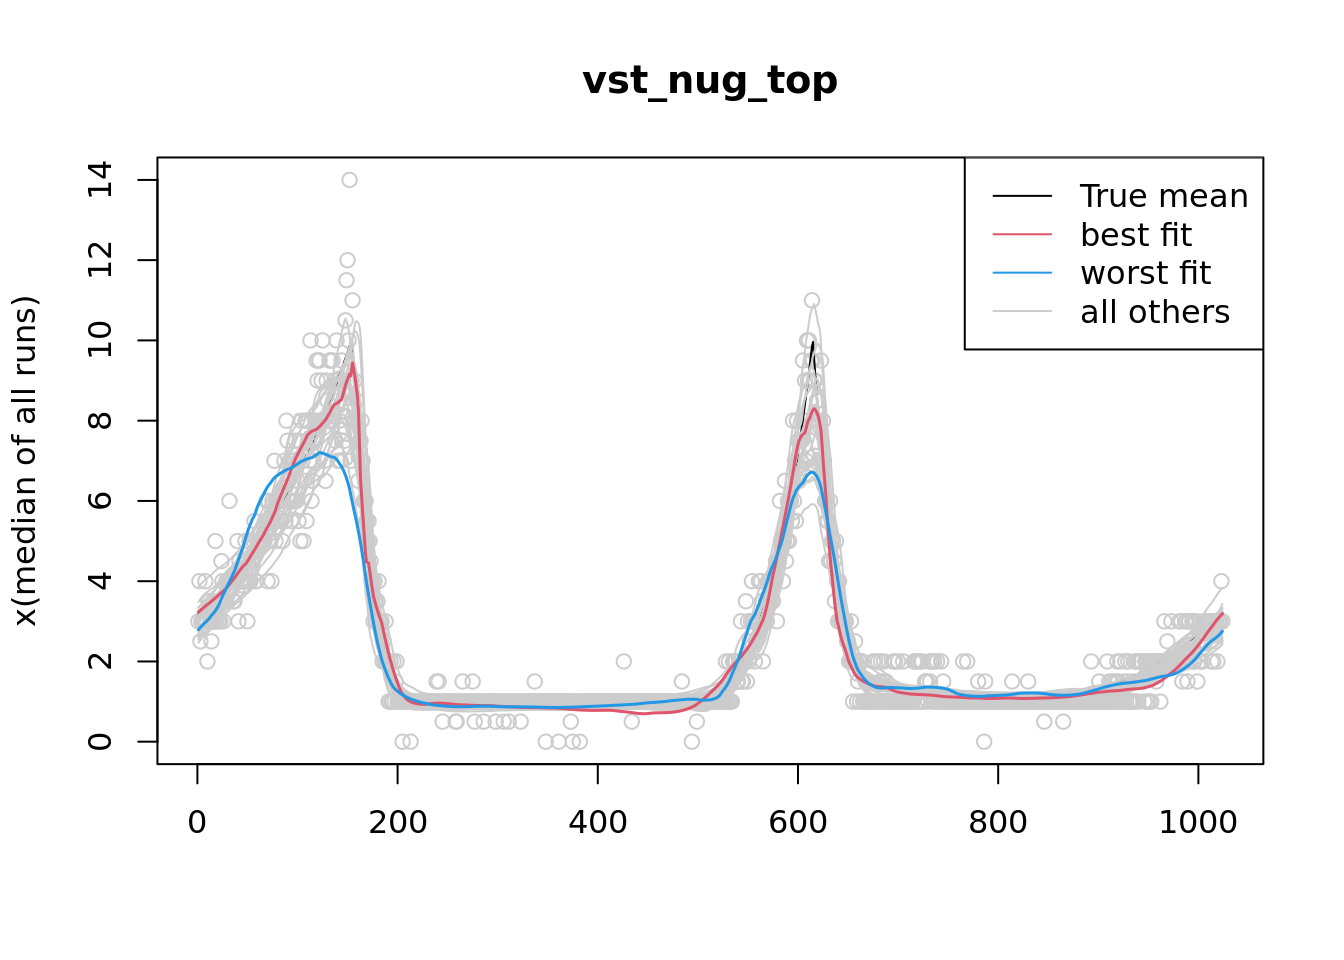 vst_nug_top
x(median of all runs)
14
12
10
8
6
4
2
0
0 200 400 600 800 1000
True mean
best fit
worst fit
all others